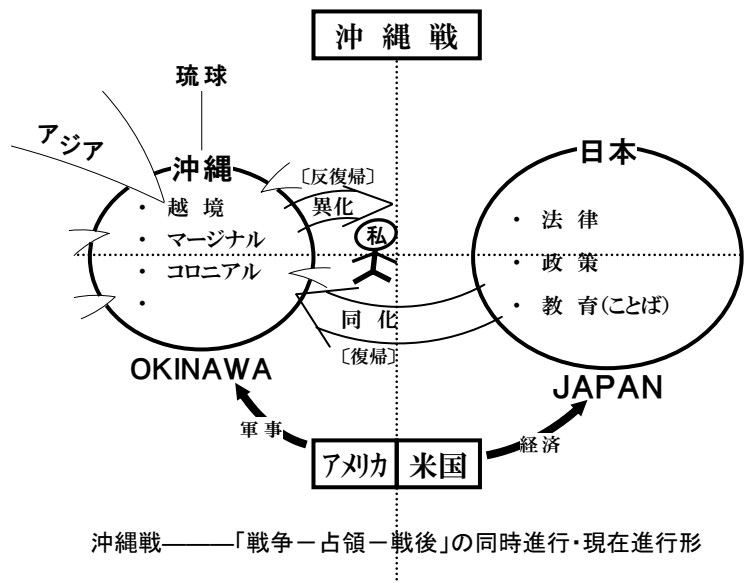 沖 縄 戦
琉球
アジア
沖縄
・ 越 境
・ マージナル
・ コロニアル
・
OKINAWA
〔反復帰〕
異化
私
同 化
〔復帰〕
日本
・ 法 律
・ 政 策
・ 教 育(ことば)
JAPAN
軍 事
アメリカ 米国
経 済
沖縄戦―――「戦争－占領－戦後」の同時進行・現在進行形